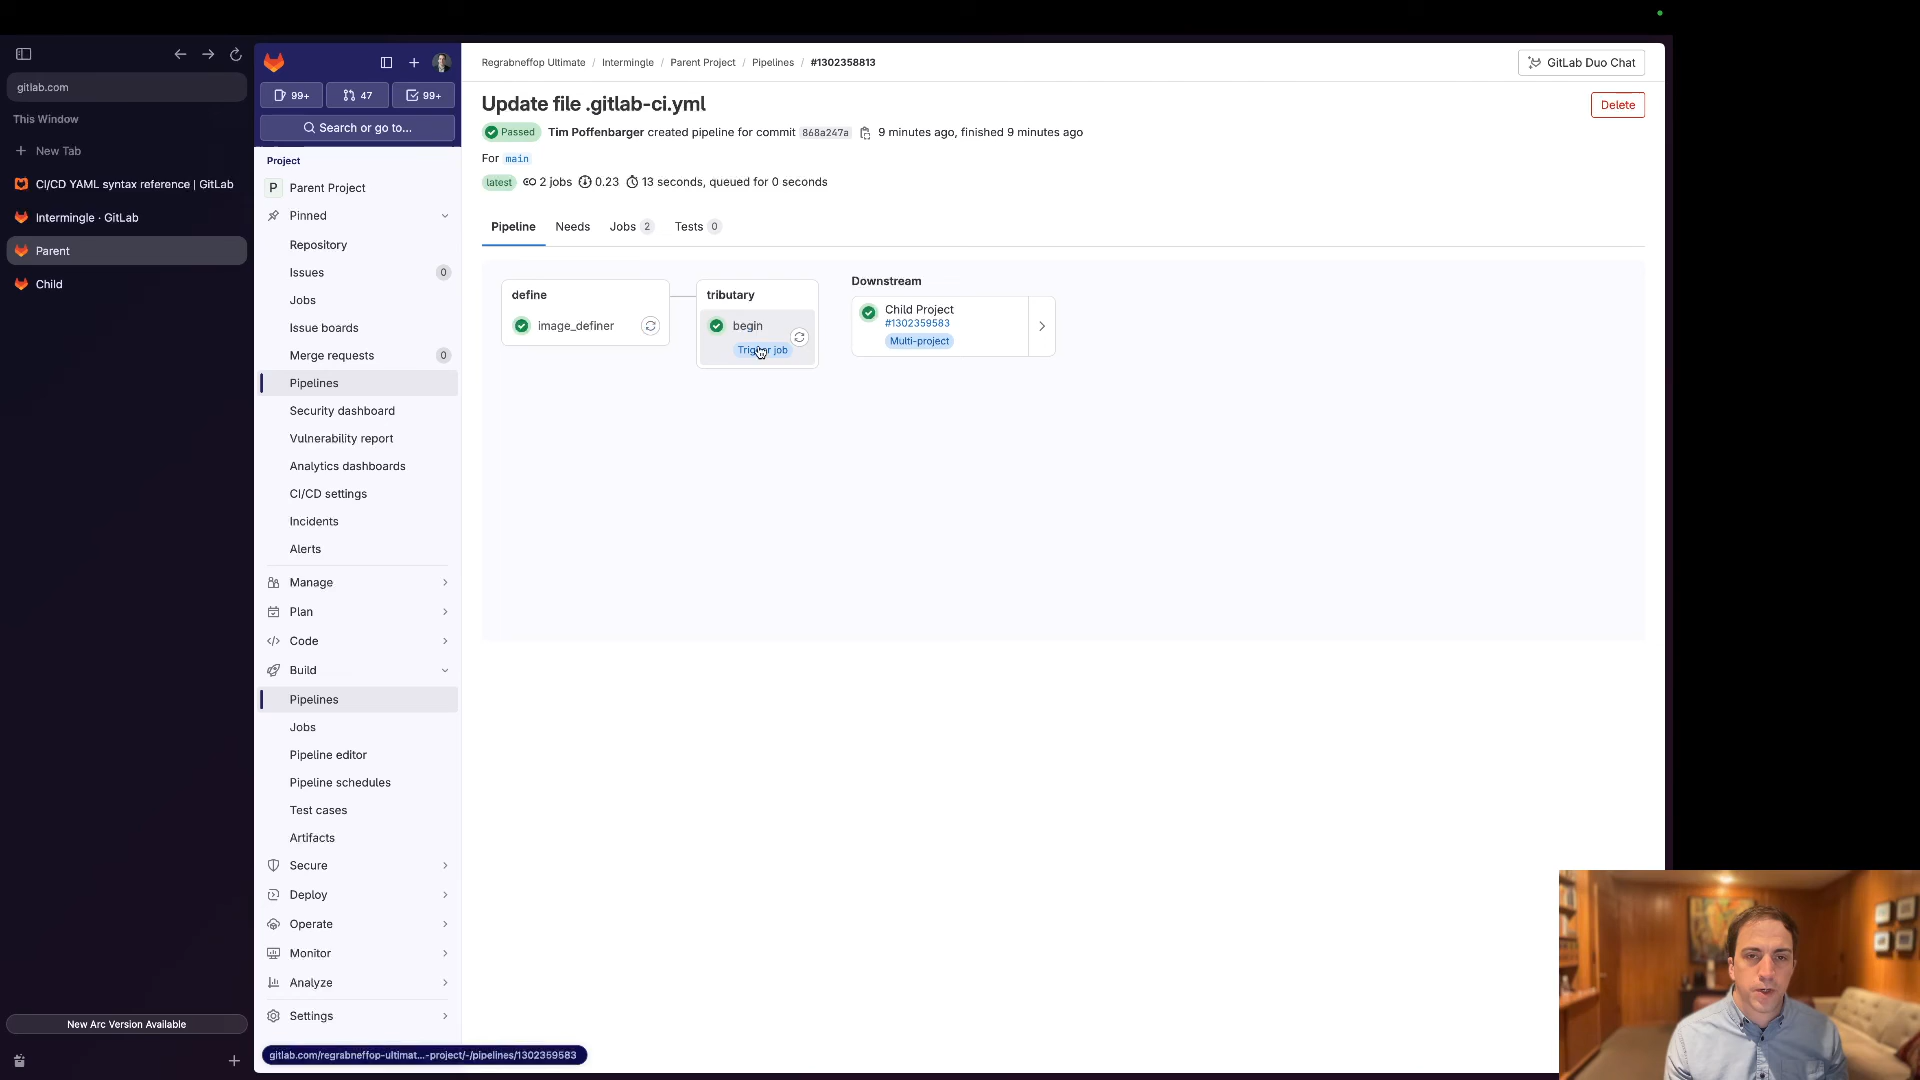 gitlab.com
This Window
New Tab
CI/CD YAML syntax reference | GitLab
Intermingle · GitLab
Parent
Child
New Arc Version Available
99+
47
99+
Search or go to...
Project
P Parent Project
Pinned
Repository
Issues 0
Jobs
Issue boards
Merge requests 0
Pipelines
Security dashboard
Vulnerability report
Analytics dashboards
CI/CD settings
Incidents
Alerts
Manage
Plan
Code
Build
Pipelines
Jobs
Pipeline editor
Pipeline schedules
Test cases
Artifacts
Secure
Deploy
Operate
Monitor
Analyze
Settings
gitlab.com/regrabneffop-ultimat...-project/-/pipelines/1302359583
Regrabneffop Ultimate / Intermingle / Parent Project / Pipelines / #1302358813
GitLab Duo Chat
Update file .gitlab-ci.yml
Delete
Passed Tim Poffenbarger created pipeline for commit 868a247a 9 minutes ago, finished 9 minutes ago
For main
latest 2 jobs 0.23 13 seconds, queued for 0 seconds
Pipeline Needs Jobs 2 Tests 0
define
image_definer
tributary
begin
Trigger job
Downstream
Child Project
#1302359583
Multi-project